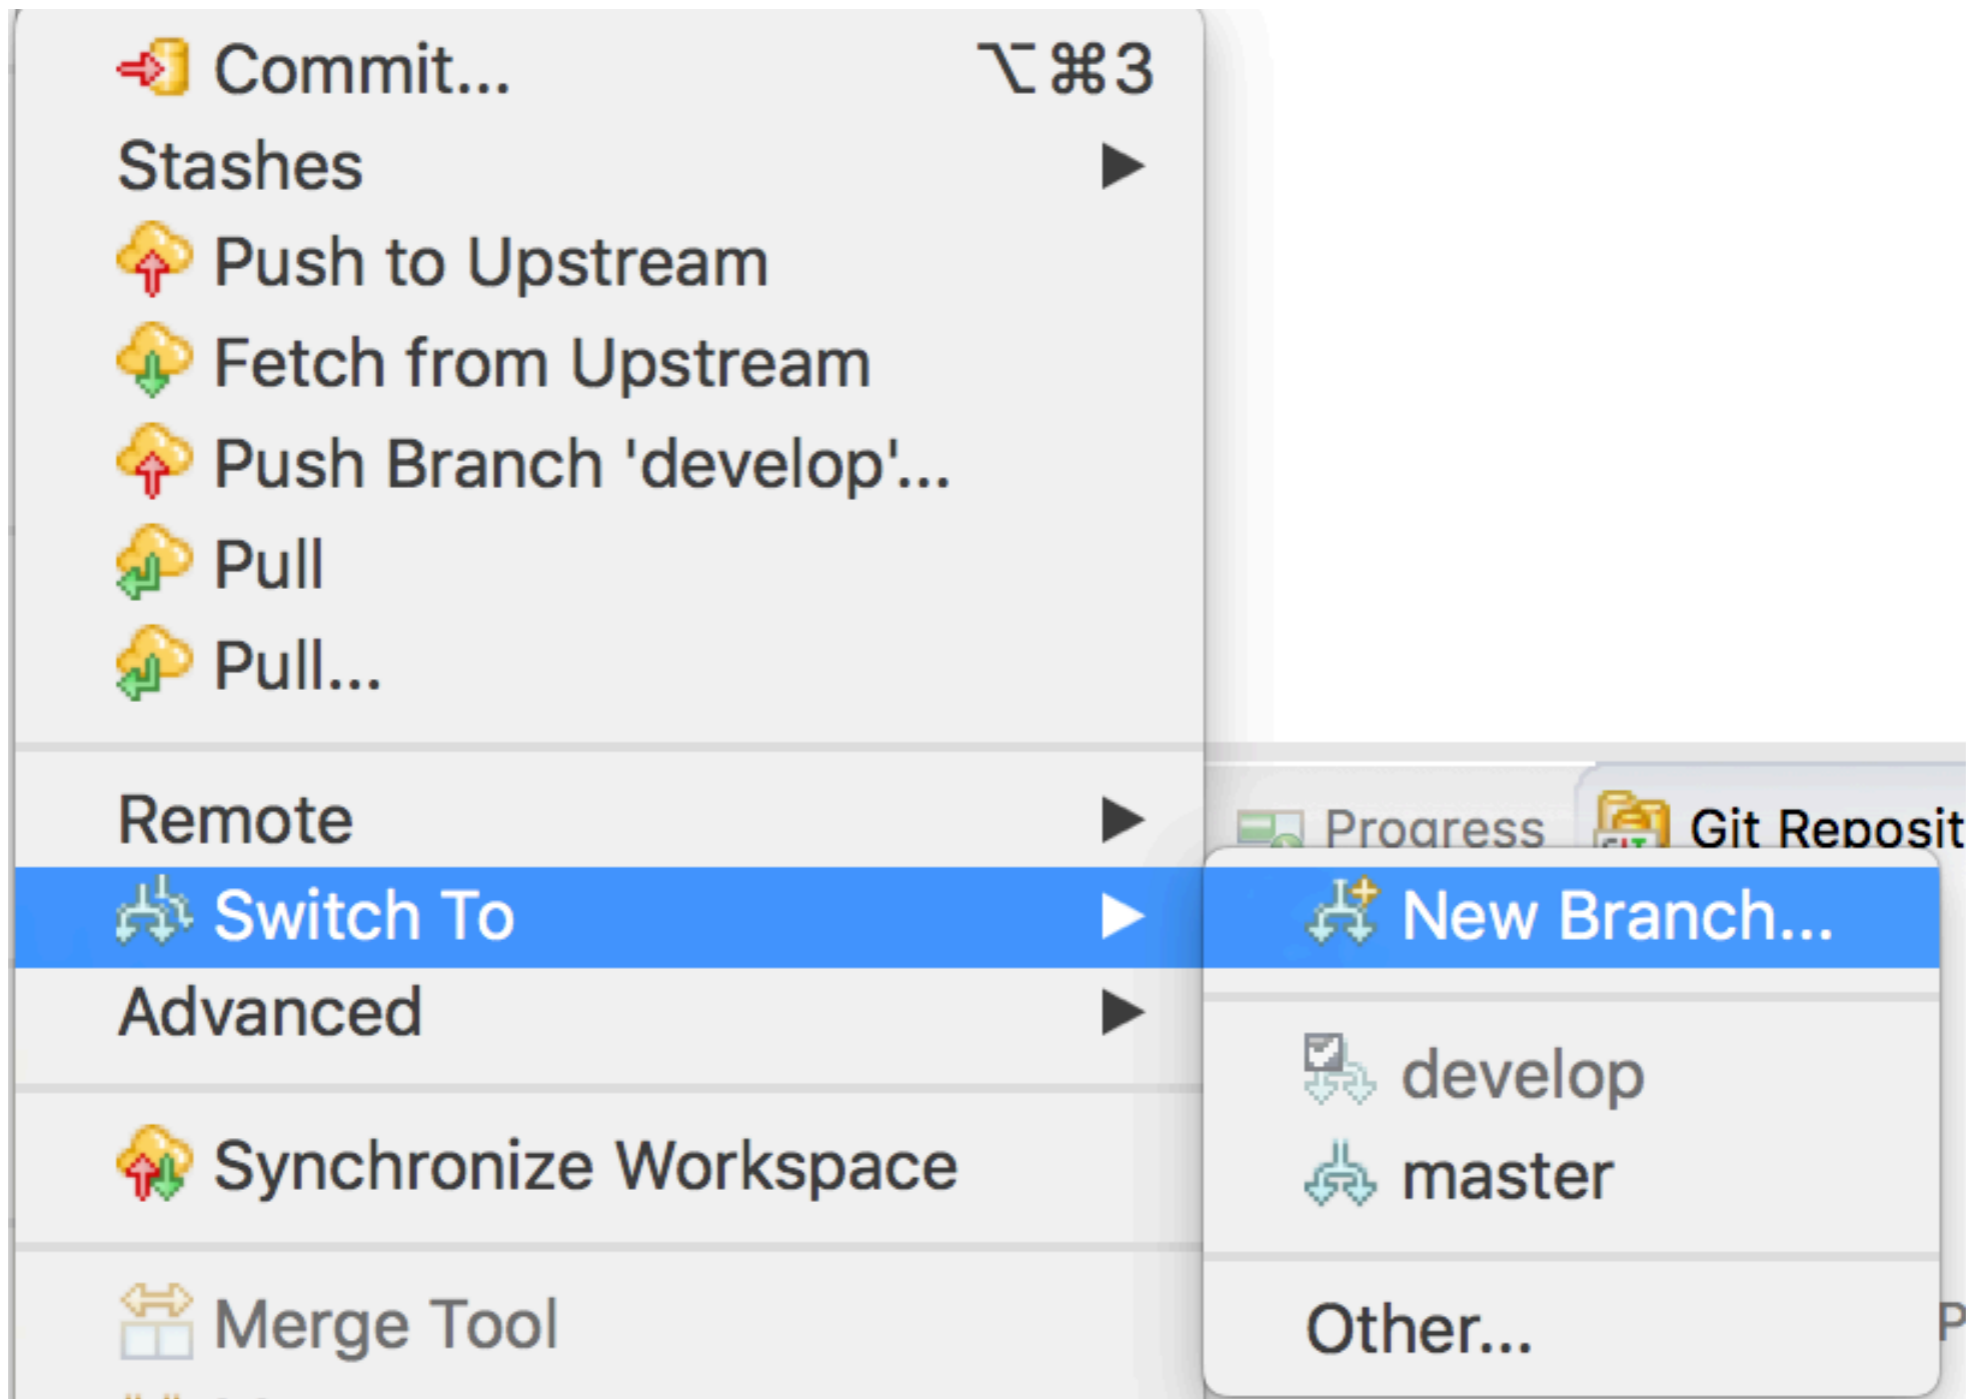 Commit... ⌥⌘3
Stashes
Push to Upstream
Fetch from Upstream
Push Branch 'develop'...
Pull
Pull...
Remote
Progress
Git Reposit
Switch To
New Branch...
Advanced
develop
Synchronize Workspace
master
Merge Tool
Other...
P